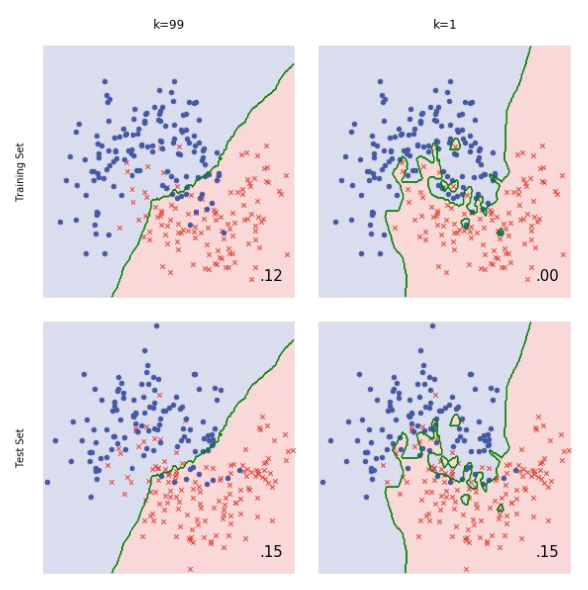 k=99
k=1
Training Set
.12
.00
Test Set
.15
.15